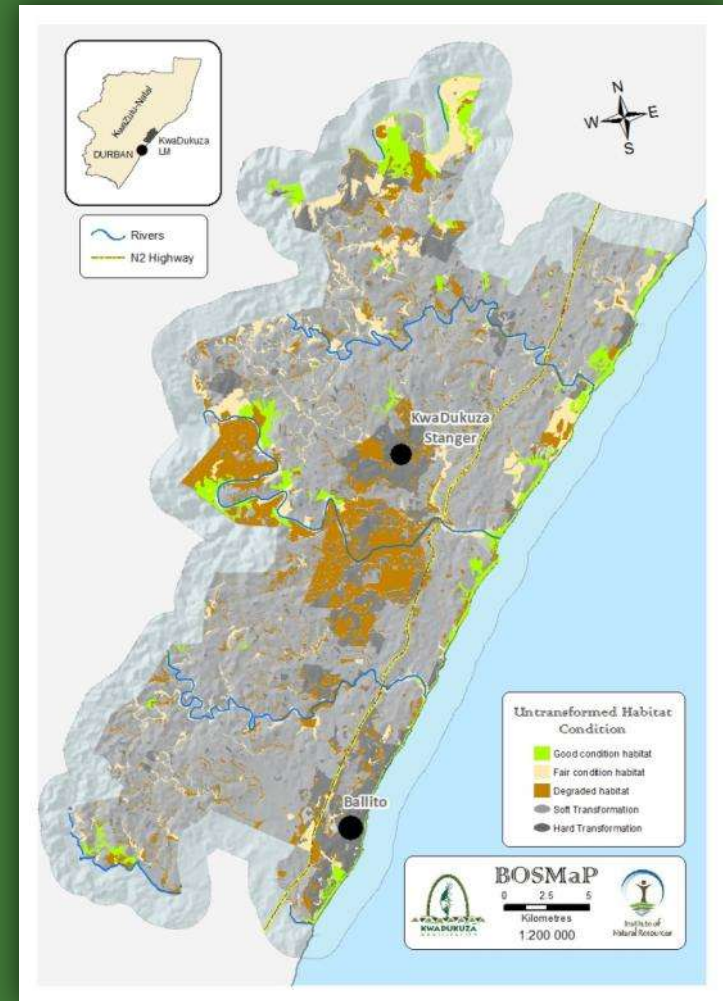 KwaZulu-Natal
KwaDukuza
LM
DURBAN
N
W E
S
Rivers
N2 Highway
KwaDukuza
Stanger
Ballito
Untransformed Habitat
Condition
Good condition habitat
Fair condition habitat
Degraded habitat
Soft Transformation
Hard Transformation
BOSMaP
0 2.5 5
Kilometres
1:200 000
KWADUKUZA
Institute of
Natural Resources